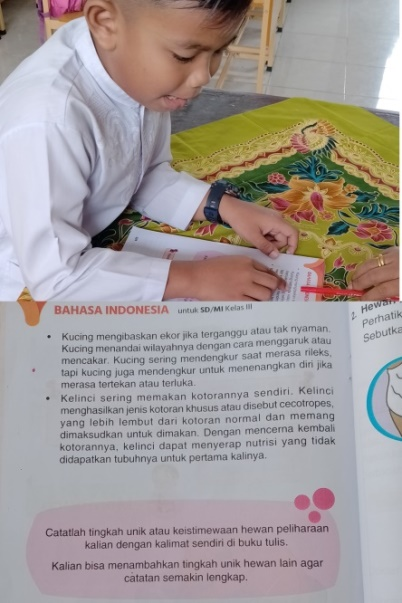 BAHASA INDONESIA untuk SD/MI Kelas III
• Kucing mengibaskan ekor jika terganggu atau tak nyaman.
Kucing menandai wilayahnya dengan cara menggaruk atau
mencakar. Kucing sering mendengkur saat merasa rileks,
tapi kucing juga mendengkur untuk menenangkan diri jika
merasa tertekan atau terluka.
• Kelinci sering memakan kotorannya sendiri. Kelinci
menghasilkan jenis kotoran khusus atau disebut cecotropes,
yang lebih lembut dari kotoran normal dan memang
dimaksudkan untuk dimakan. Dengan mencerna kembali
kotorannya, kelinci dapat menyerap nutrisi yang tidak
didapatkan tubuhnya untuk pertama kalinya.
Catatlah tingkah unik atau keistimewaan hewan peliharaan
kalian dengan kalimat sendiri di buku tulis.
Kalian bisa menambahkan tingkah unik hewan lain agar
catatan semakin lengkap.
2. Hewan
Perhatik
Sebutka